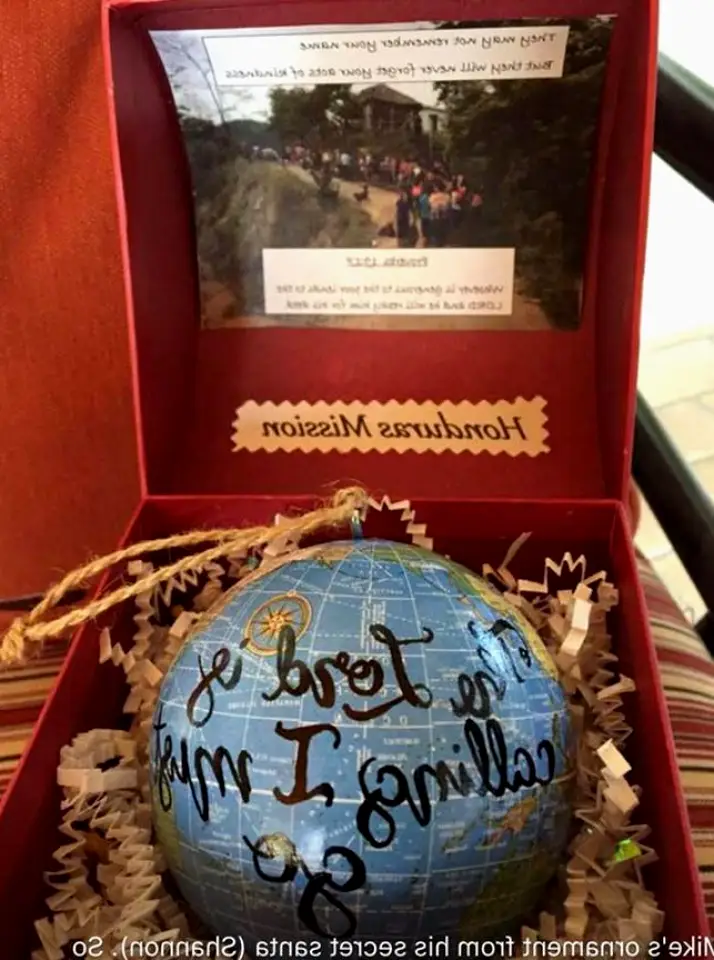 They may not remember your name
But they will never forget your acts of kindness
Proverbs 19:17
Whoever is generous to the poor lends to the
LORD and he will repay him for his deed
Honduras Mission
The Lord is
calling I must
go
Mike's ornament from his secret santa (Shannon). So